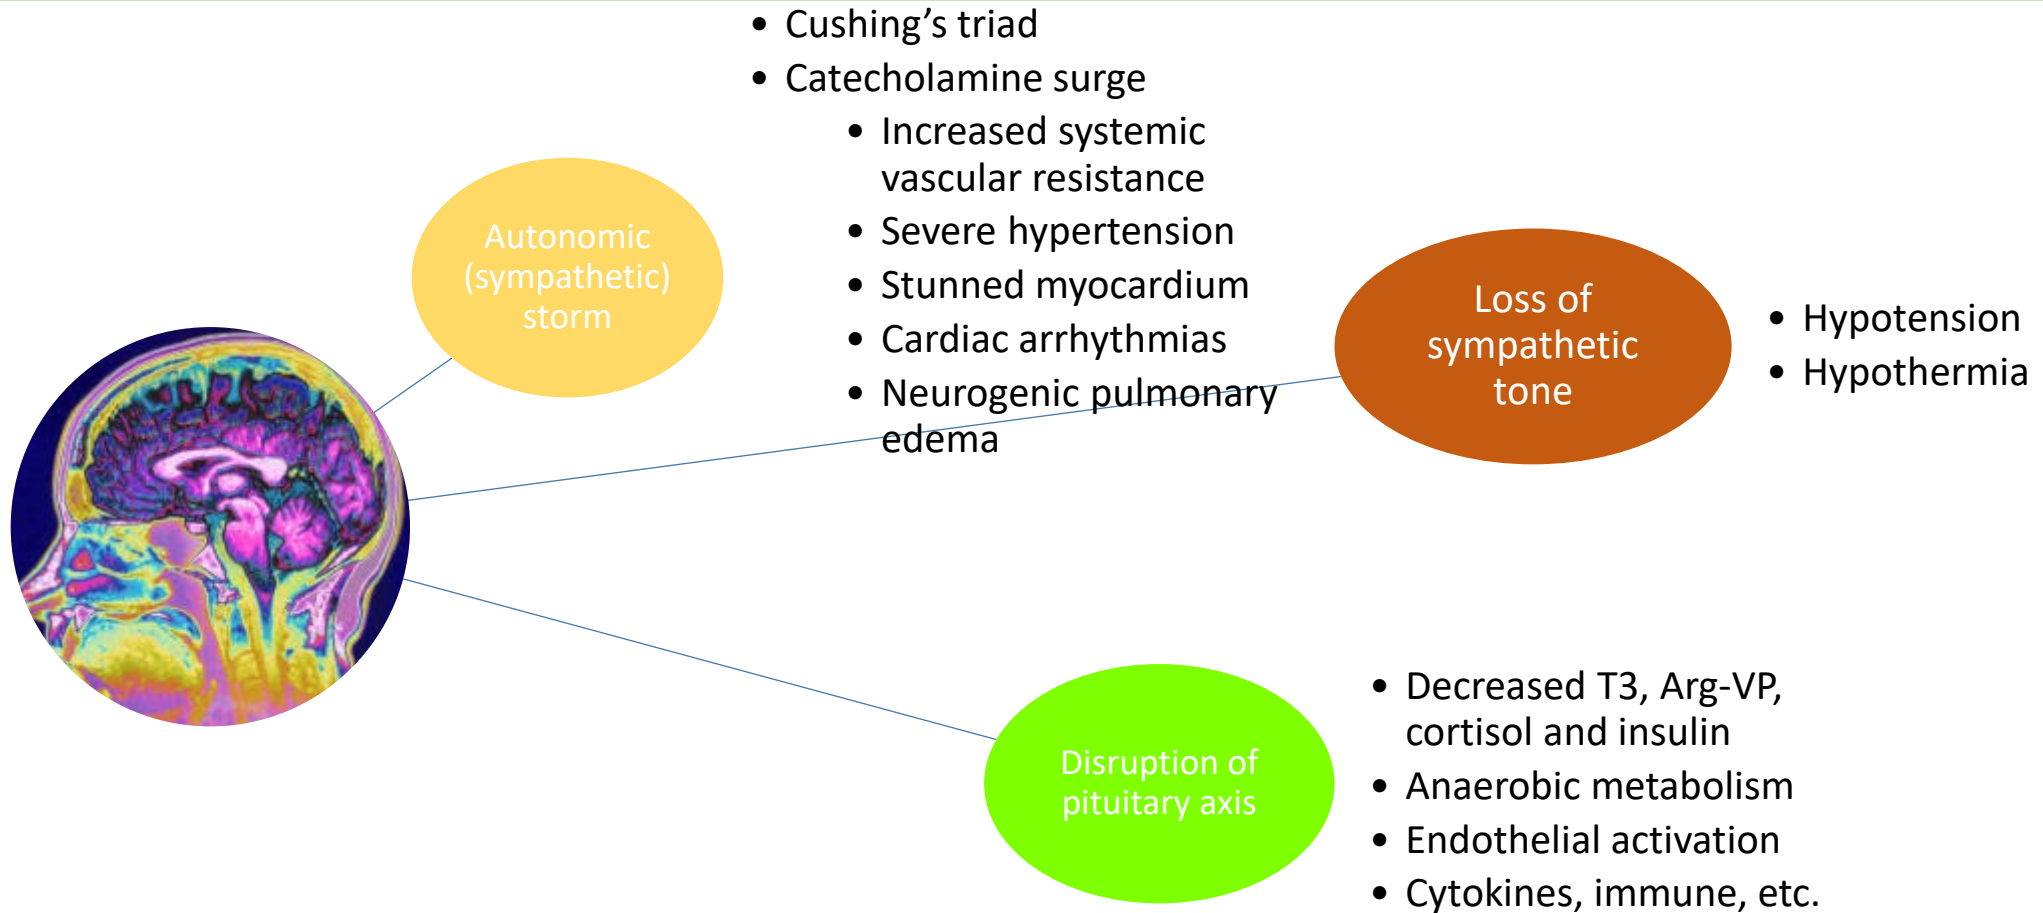 • Cushing’s triad
• Catecholamine surge
• Increased systemic
vascular resistance
• Severe hypertension
• Stunned myocardium
• Cardiac arrhythmias
• Neurogenic pulmonary
edema
Autonomic
(sympathetic)
storm
Loss of
sympathetic
tone
• Hypotension
• Hypothermia
Disruption of
pituitary axis
• Decreased T3, Arg-VP,
cortisol and insulin
• Anaerobic metabolism
• Endothelial activation
• Cytokines, immune, etc.